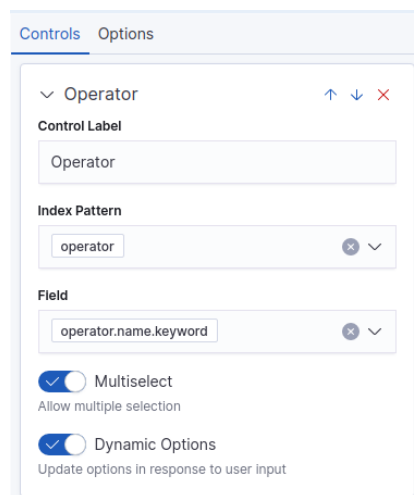 Controls Options
Operator
Control Label
Operator
Index Pattern
operator
Field
operator.name.keyword
Multiselect
Allow multiple selection
Dynamic Options
Update options in response to user input